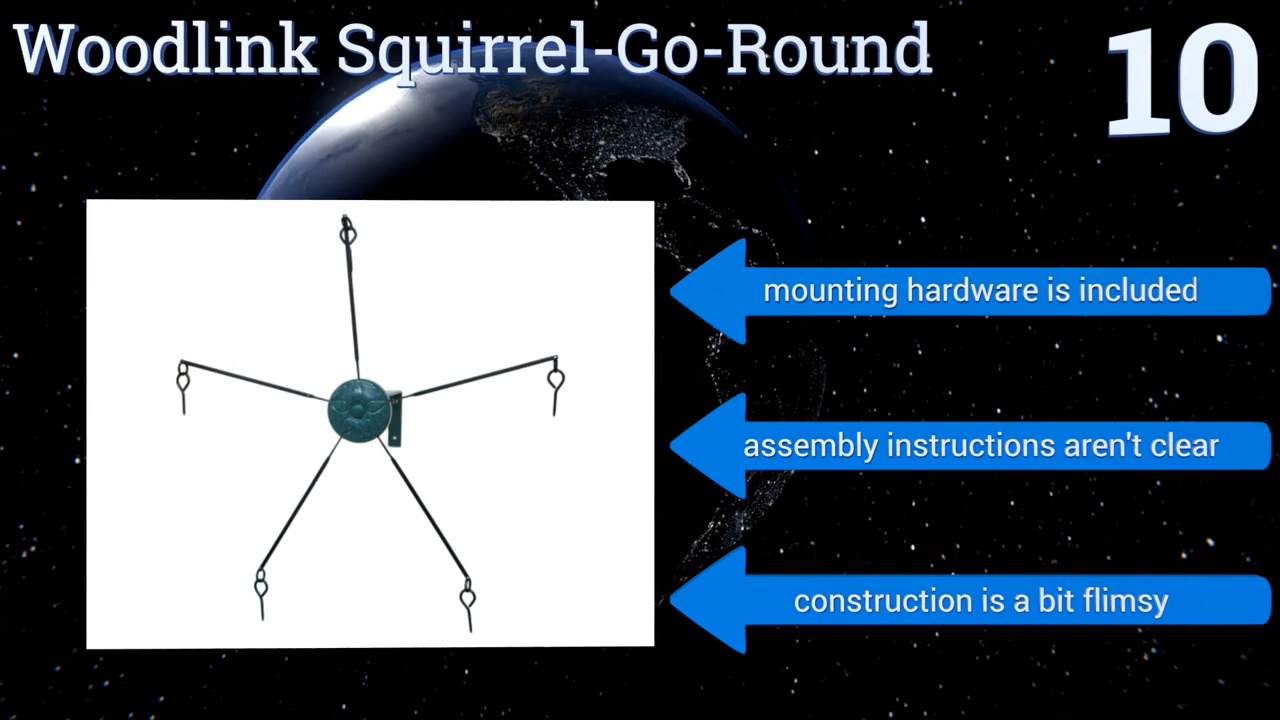 Woodlink Squirrel-Go-Round
10
mounting hardware is included
assembly instructions aren't clear
construction is a bit flimsy